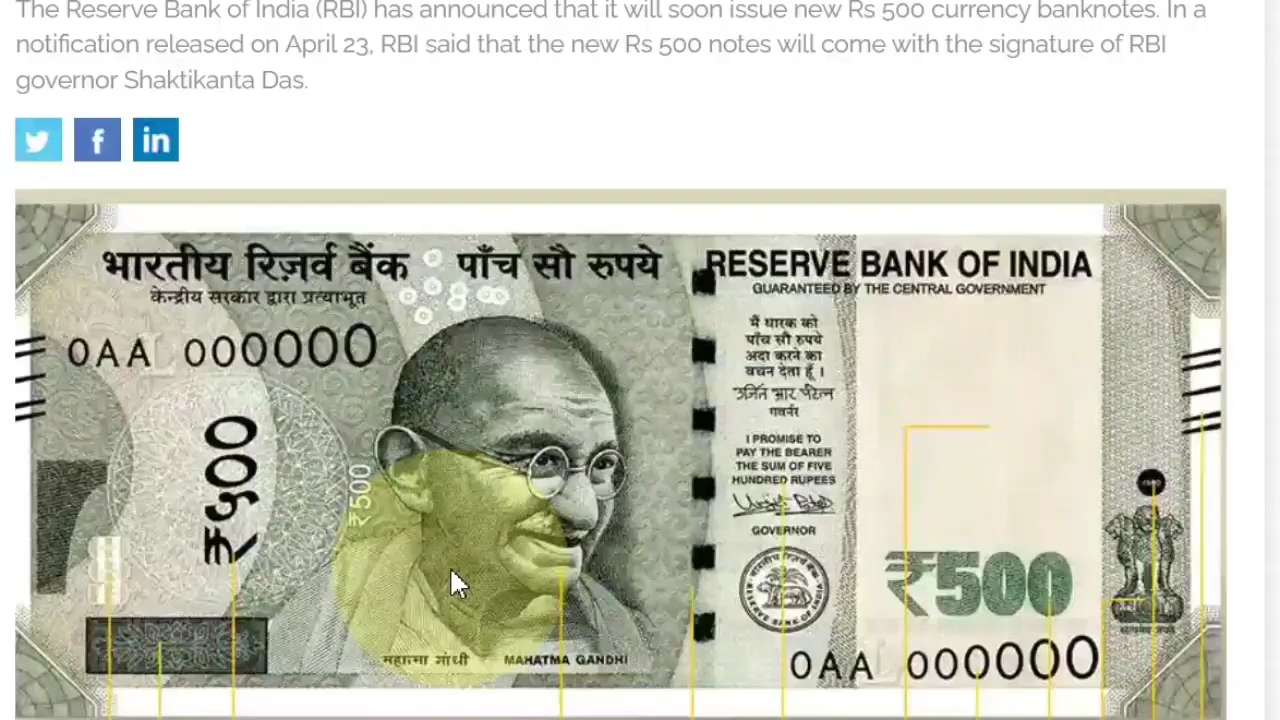 The Reserve Bank of India (RBI) has announced that it will soon issue new Rs 500 currency banknotes. In a
notification released on April 23, RBI said that the new Rs 500 notes will come with the signature of RBI
governor Shaktikanta Das.
भारतीय रिज़र्व बैंक
पाँच सौ रुपये
RESERVE BANK OF INDIA
केन्द्रीय सरकार द्वारा प्रत्याभूत
GUARANTEED BY THE CENTRAL GOVERNMENT
0AA 000000
मैं धारक को
पाँच सौ रुपये
अदा करने का
वचन देता हूँ ।
गवर्नर
I PROMISE TO
PAY THE BEARER
THE SUM OF FIVE
HUNDRED RUPEES
GOVERNOR
₹५००
₹500
₹500
महात्मा गांधी
MAHATMA GANDHI
0AA 000000